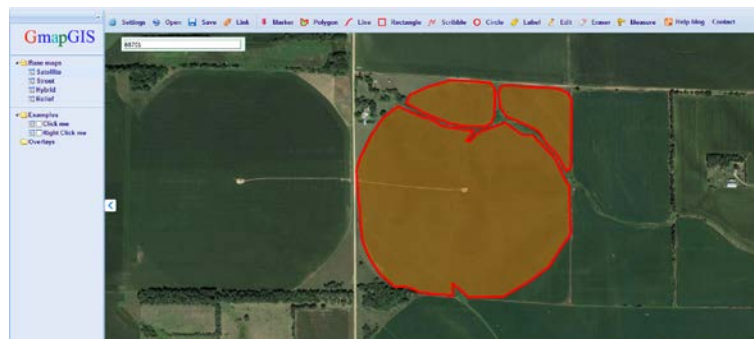 Settings Open Save Link Marker Polygon Line Rectangle Scribble Circle Label Edit Eraser Measure Help blog Contact
GmapGIS
Base maps
Satellite
Street
Hybrid
Relief
Examples
Click me
Right Click me
Overlays